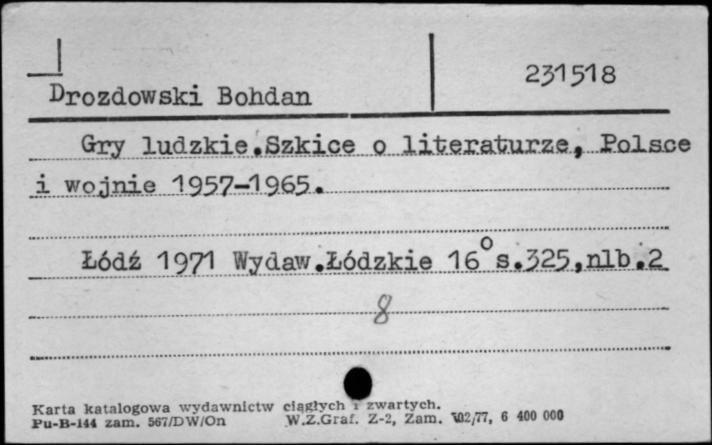 231518
Drozdowski Bohdan
Gry ludzkie.Szkice o literaturze, Polsce
i wojnie 1957-1965.
Łódź 1971 Wydaw.Łódzkie 16° s.325,nlb.2
8
Karta katalogowa wydawnictw ciągłych i zwartych.
Pu-B-144 zam. 567/DW/On W.Z.Graf. Z-2, Zam. 702/77, 6 400 000